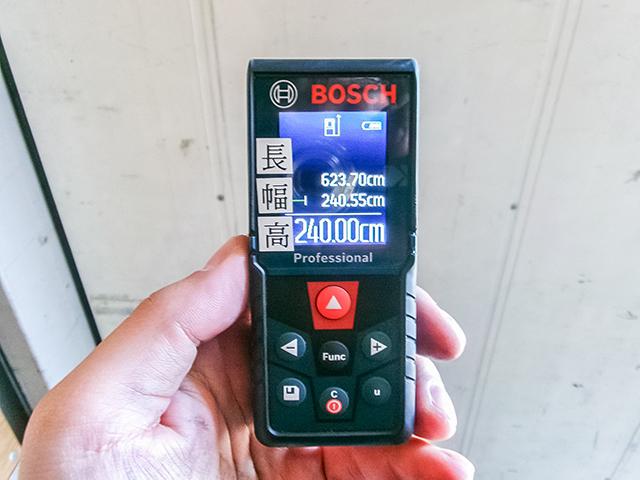 BOSCH
長 623.70cm
幅 240.55cm
高 240.00cm
Professional
Func
C
u